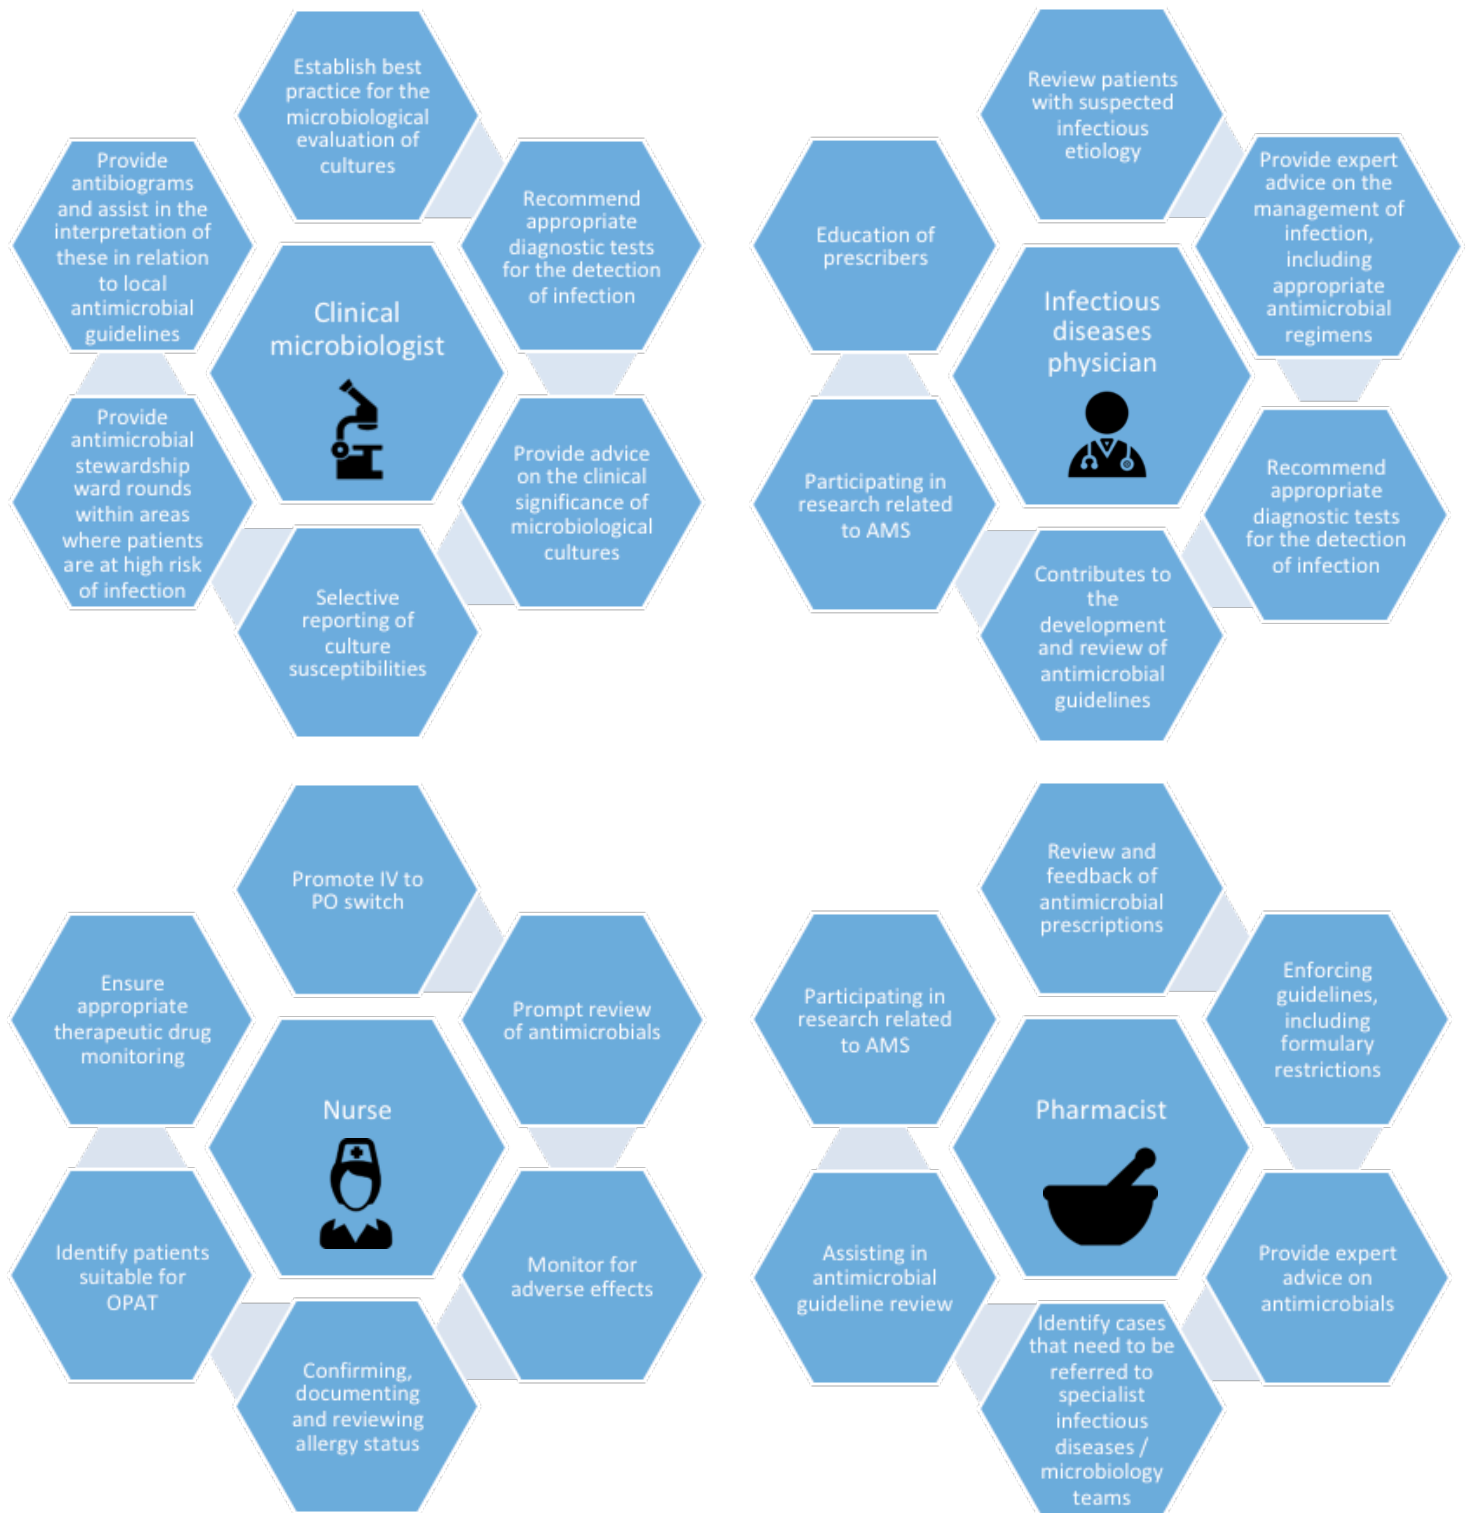 Establish best
practice for the
microbiological
evaluation of
cultures
Recommend
appropriate
diagnostic tests
for the detection
of infection
Provide advice
on the clinical
significance of
microbiological
cultures
Selective
reporting of
culture
susceptibilities
Provide
antimicrobial
stewardship
ward rounds
within areas
where patients
are at high risk
of infection
Provide
antibiograms
and assist in the
interpretation of
these in relation
to local
antimicrobial
guidelines
Clinical
microbiologist
Review patients
with suspected
infectious
etiology
Provide expert
advice on the
management of
infection,
including
appropriate
antimicrobial
regimens
Recommend
appropriate
diagnostic tests
for the detection
of infection
Contributes to
the
development
and review of
antimicrobial
guidelines
Participating in
research related
to AMS
Education of
prescribers
Infectious
diseases
physician
Promote IV to
PO switch
Prompt review
of antimicrobials
Monitor for
adverse effects
Confirming,
documenting
and reviewing
allergy status
Identify patients
suitable for
OPAT
Ensure
appropriate
therapeutic drug
monitoring
Nurse
Review and
feedback of
antimicrobial
prescriptions
Enforcing
guidelines,
including
formulary
restrictions
Provide expert
advice on
antimicrobials
Identify cases
that need to be
referred to
specialist
infectious
diseases /
microbiology
teams
Assisting in
antimicrobial
guideline review
Participating in
research related
to AMS
Pharmacist